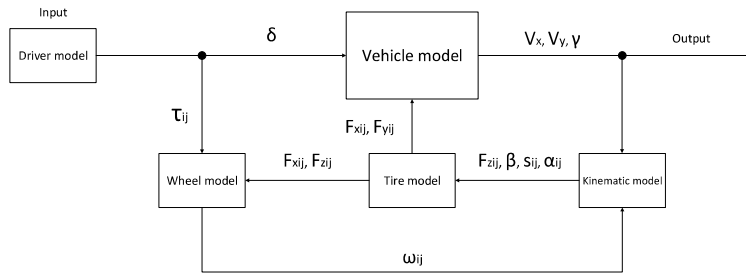 Input
Driver model
δ
Vehicle model
Vx, Vy, γ
Output
τij
Fxij, Fyij
Wheel model
Fxij, Fzij
Tire model
Fzij, β, sij, αij
Kinematic model
ωij